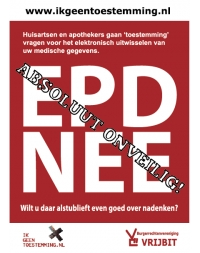 www.ikgeentoestemming.nl
Huisartsen en apothekers gaan 'toestemming'
vragen voor het elektronisch uitwisselen van
uw medische gegevens.
EPD
ABSOLUUT ONVEILIG!
NEE
Wilt u daar alstublieft even goed over nadenken?
IK
GEEN
TOESTEMMING.NL
Burgerrechtenvereniging
VRIJBIT